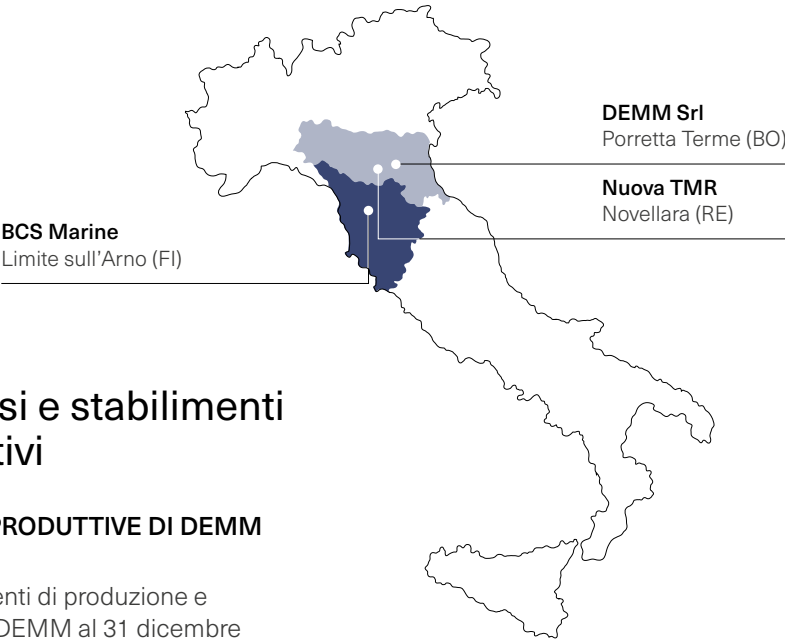 DEMM Srl
Porretta Terme (BO)
Nuova TMR
Novellara (RE)
BCS Marine
Limite sull'Arno (FI)
si e stabilimenti
tivi
PRODUTTIVE DI DEMM
enti di produzione e
DEMM al 31 dicembre